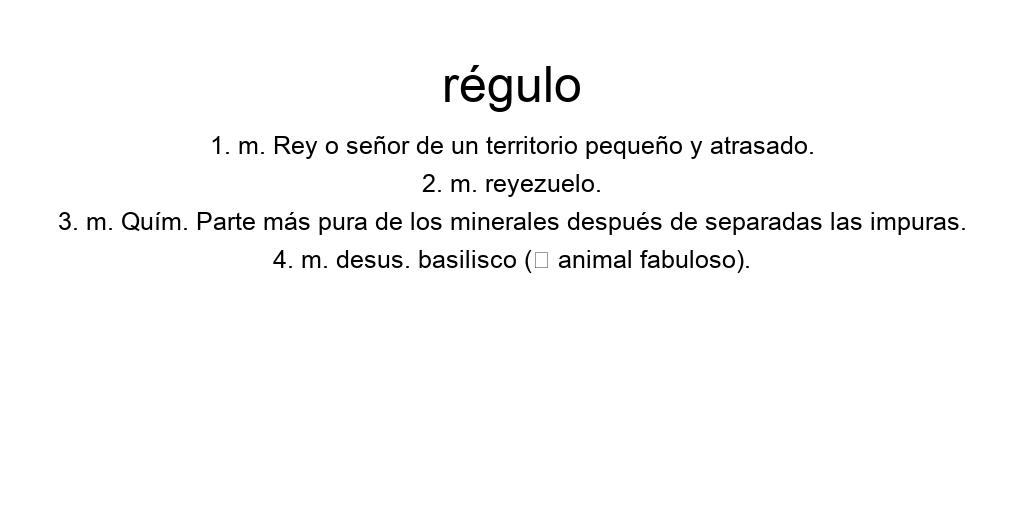 régulo
1. m. Rey o señor de un territorio pequeño y atrasado.
2. m. reyezuelo.
3. m. Quím. Parte más pura de los minerales después de separadas las impuras.
4. m. desus. basilisco (□ animal fabuloso).